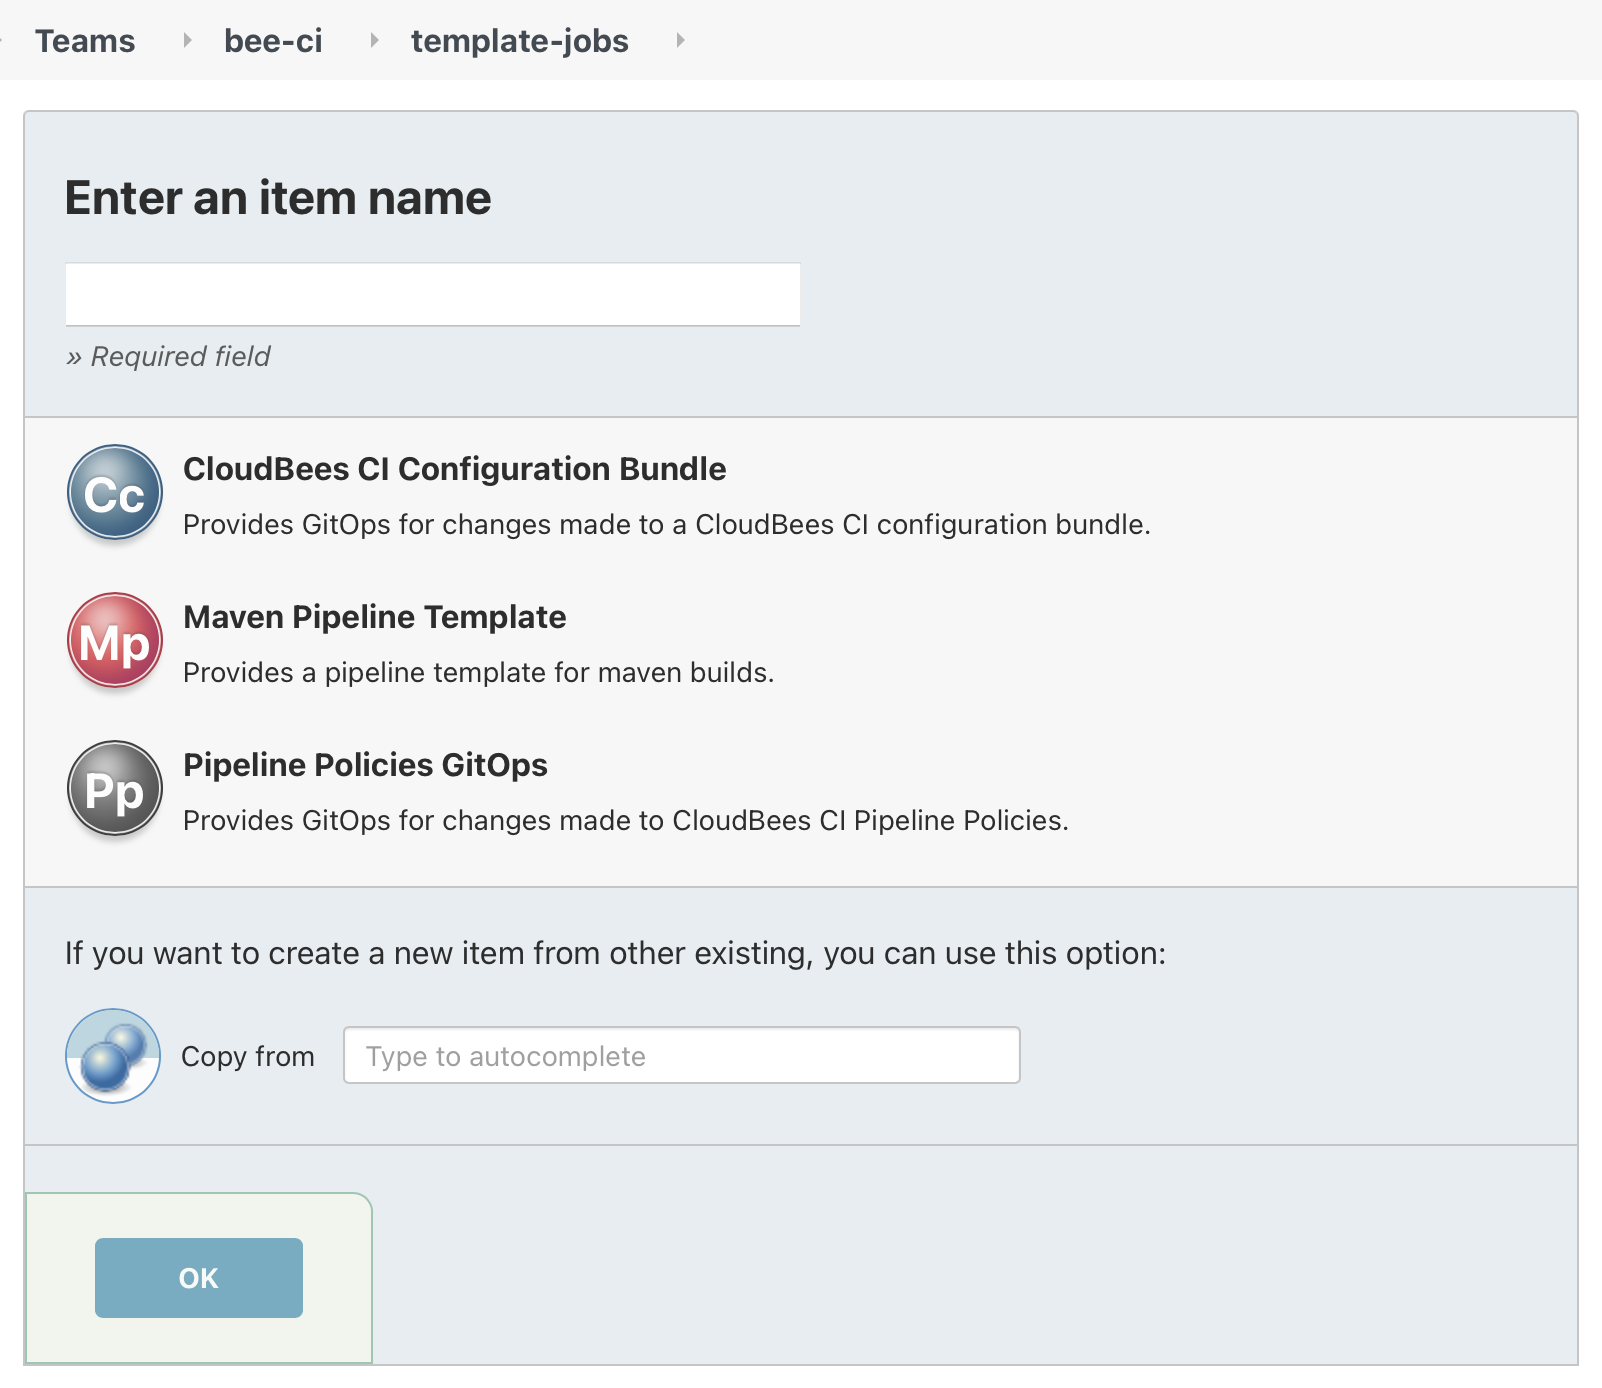 Teams bee-ci template-jobs
Enter an item name
» Required field
Cc
CloudBees CI Configuration Bundle
Provides GitOps for changes made to a CloudBees CI configuration bundle.
Mp
Maven Pipeline Template
Provides a pipeline template for maven builds.
Pp
Pipeline Policies GitOps
Provides GitOps for changes made to CloudBees CI Pipeline Policies.
If you want to create a new item from other existing, you can use this option:
Copy from Type to autocomplete
OK